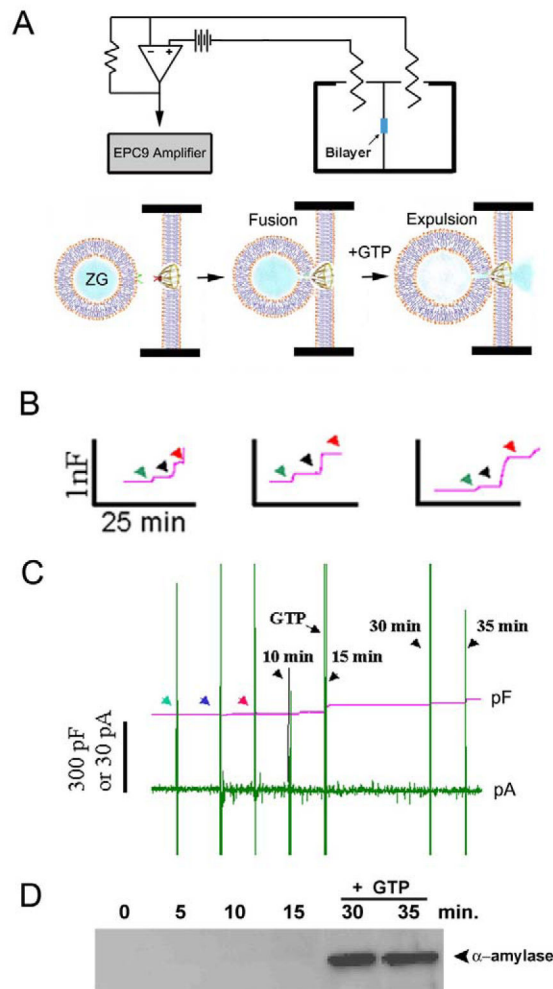 A
EPC9 Amplifier
Bilayer
Fusion
Expulsion
+GTP
ZG
B
1nF
25 min
C
GTP
10 min
15 min
30 min
35 min
pF
300 pF
or 30 pA
pA
D
+ GTP
0 5 10 15 30 35 min.
α-amylase